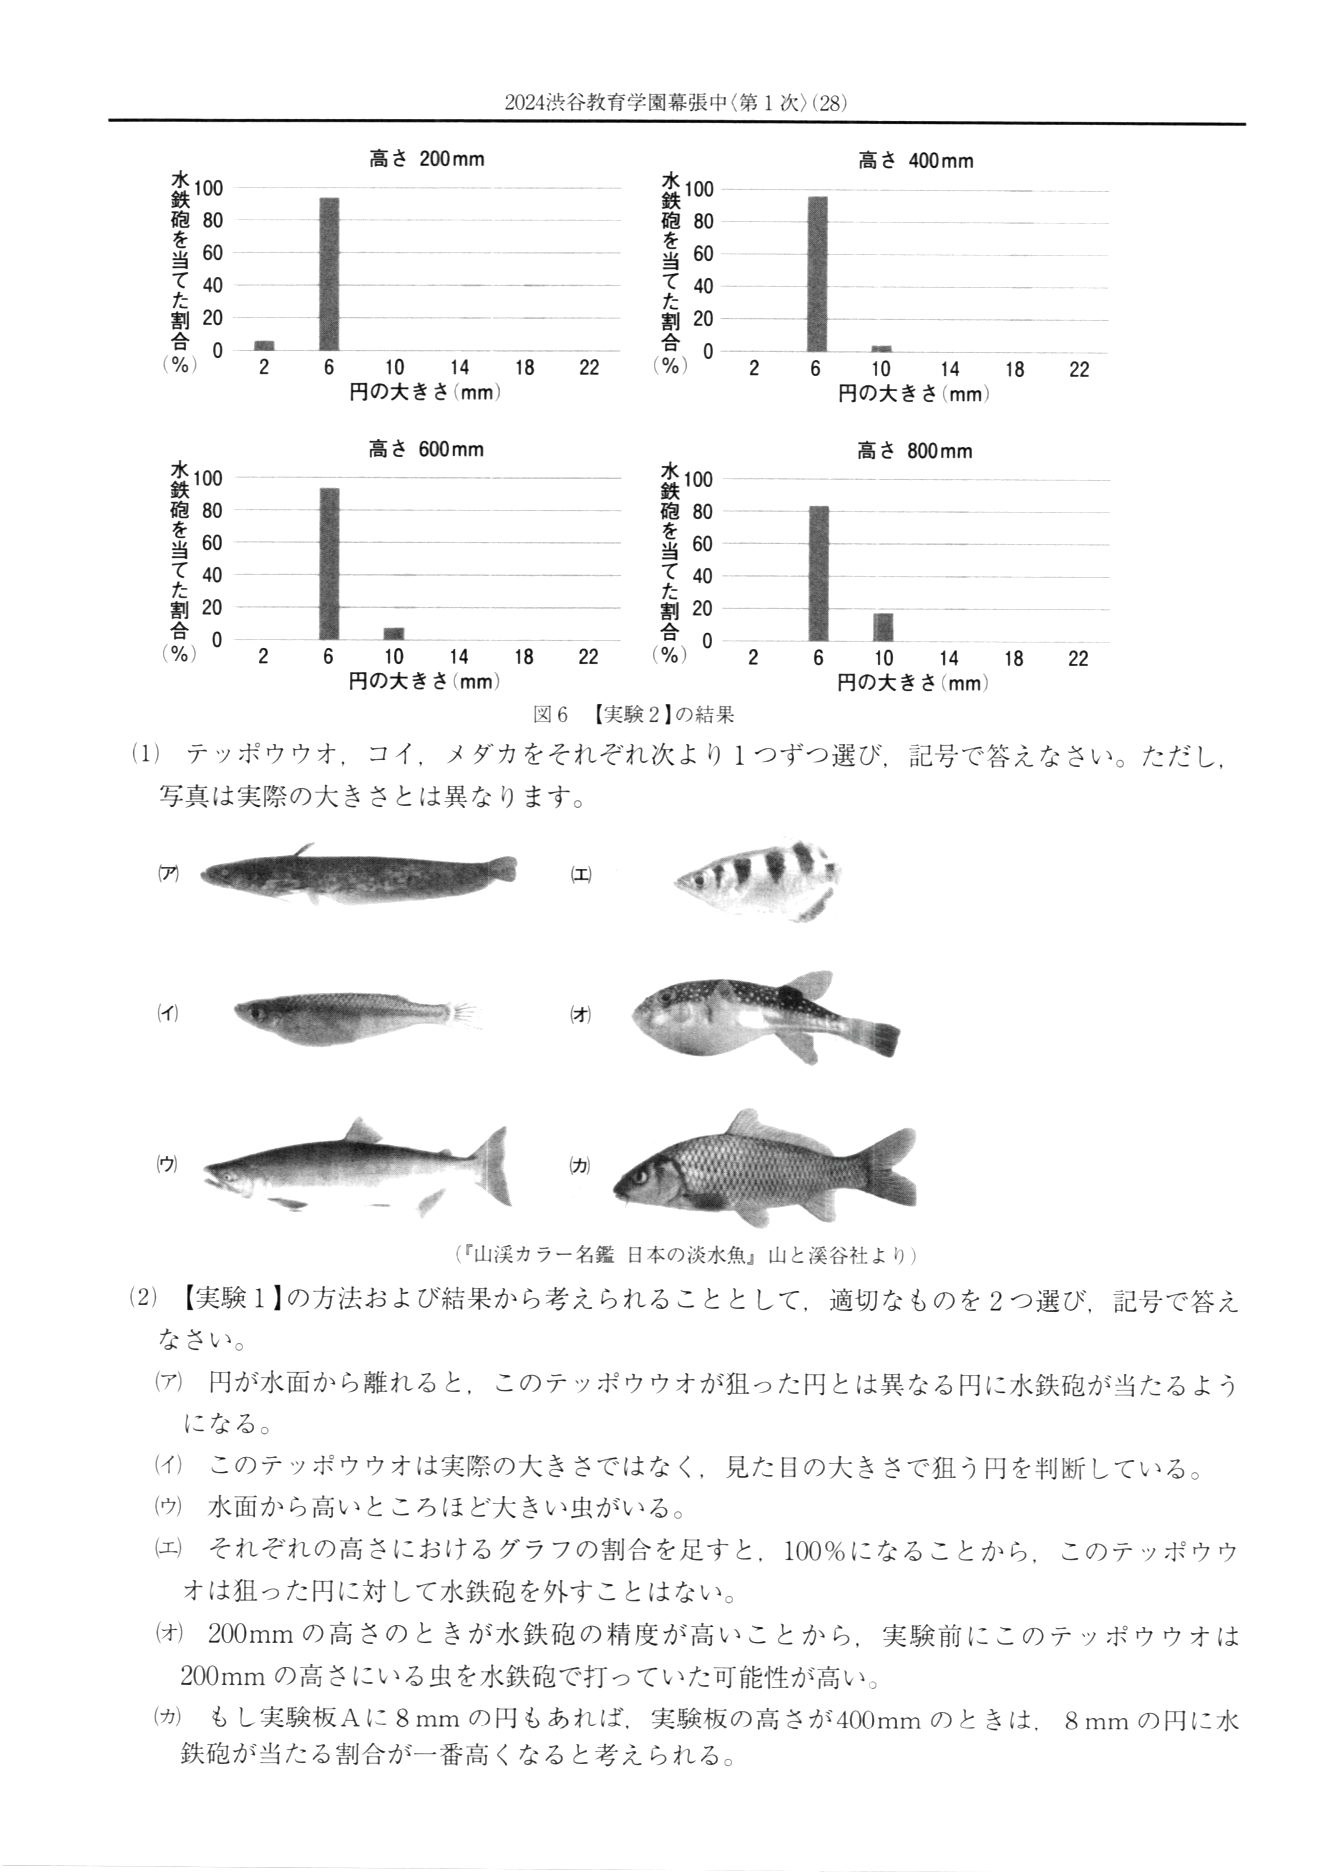 2024渋谷教育学園幕張中〈第1次〉(28)
高さ 200mm
水鉄砲を当てた割合(%)
100
80
60
40
20
0
2 6 10 14 18 22
円の大きさ(mm)
高さ 400mm
水鉄砲を当てた割合(%)
100
80
60
40
20
0
2 6 10 14 18 22
円の大きさ(mm)
高さ 600mm
水鉄砲を当てた割合(%)
100
80
60
40
20
0
2 6 10 14 18 22
円の大きさ(mm)
高さ 800mm
水鉄砲を当てた割合(%)
100
80
60
40
20
0
2 6 10 14 18 22
円の大きさ(mm)
図6 【実験2】の結果
(1) テッポウウオ，コイ，メダカをそれぞれ次より1つずつ選び，記号で答えなさい。ただし，
写真は実際の大きさとは異なります。
(ア)
(エ)
(イ)
(オ)
(ウ)
(カ)
(『山渓カラー名鑑 日本の淡水魚』山と溪谷社より)
(2) 【実験1】の方法および結果から考えられることとして，適切なものを2つ選び，記号で答え
なさい。
(ア) 円が水面から離れると，このテッポウウオが狙った円とは異なる円に水鉄砲が当たるよう
になる。
(イ) このテッポウウオは実際の大きさではなく，見た目の大きさで狙う円を判断している。
(ウ) 水面から高いところほど大きい虫がいる。
(エ) それぞれの高さにおけるグラフの割合を足すと，100%になることから，このテッポウウ
オは狙った円に対して水鉄砲を外すことはない。
(オ) 200mmの高さのときが水鉄砲の精度が高いことから，実験前にこのテッポウウオは
200mmの高さにいる虫を水鉄砲で打っていた可能性が高い。
(カ) もし実験板Aに8mmの円もあれば，実験板の高さが400mmのときは，8mmの円に水
鉄砲が当たる割合が一番高くなると考えられる。